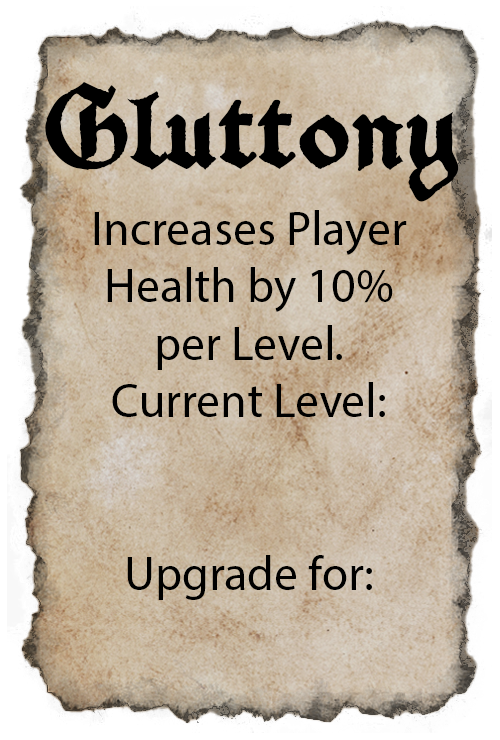 Gluttony
Increases Player
Health by 10%
per Level.
Current Level:
Upgrade for: